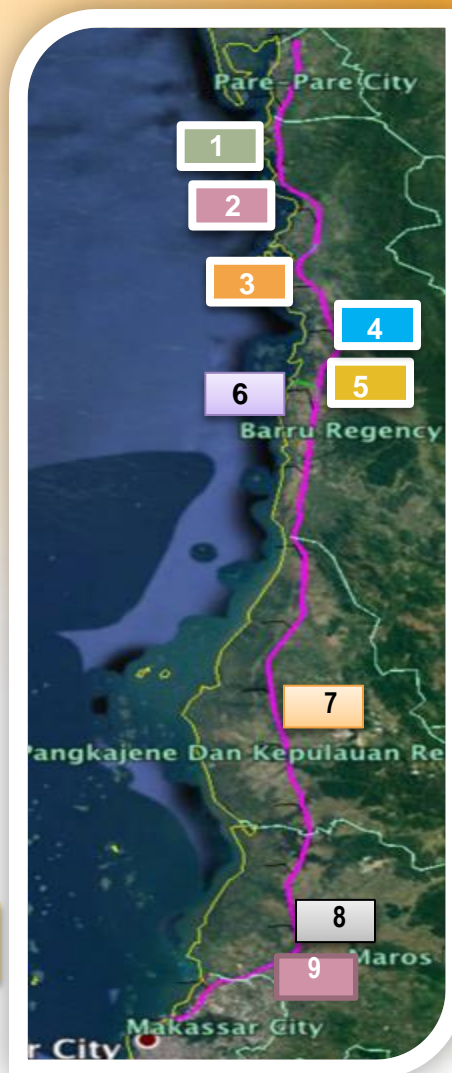 Pare-Pare City
1
2
3
4
5
6
Barru Regency
7
Pangkajene Dan Kepulauan Re
8
9
Maros
Makassar City
r City